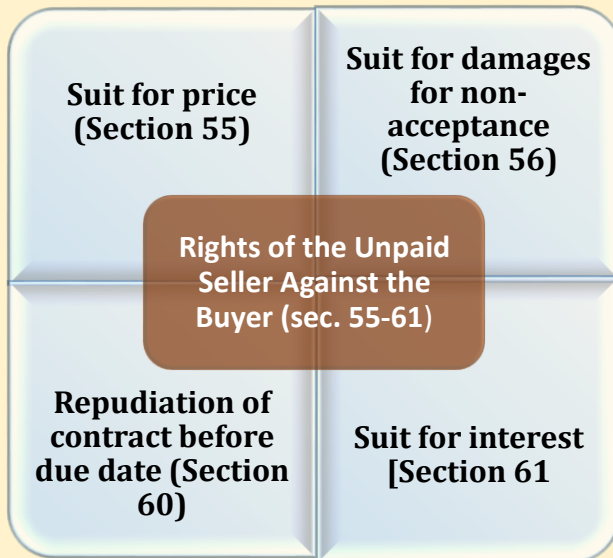 Suit for price
(Section 55)
Suit for damages
for non-
acceptance
(Section 56)
Rights of the Unpaid
Seller Against the
Buyer (sec. 55-61)
Repudiation of
contract before
due date (Section
60)
Suit for interest
[Section 61